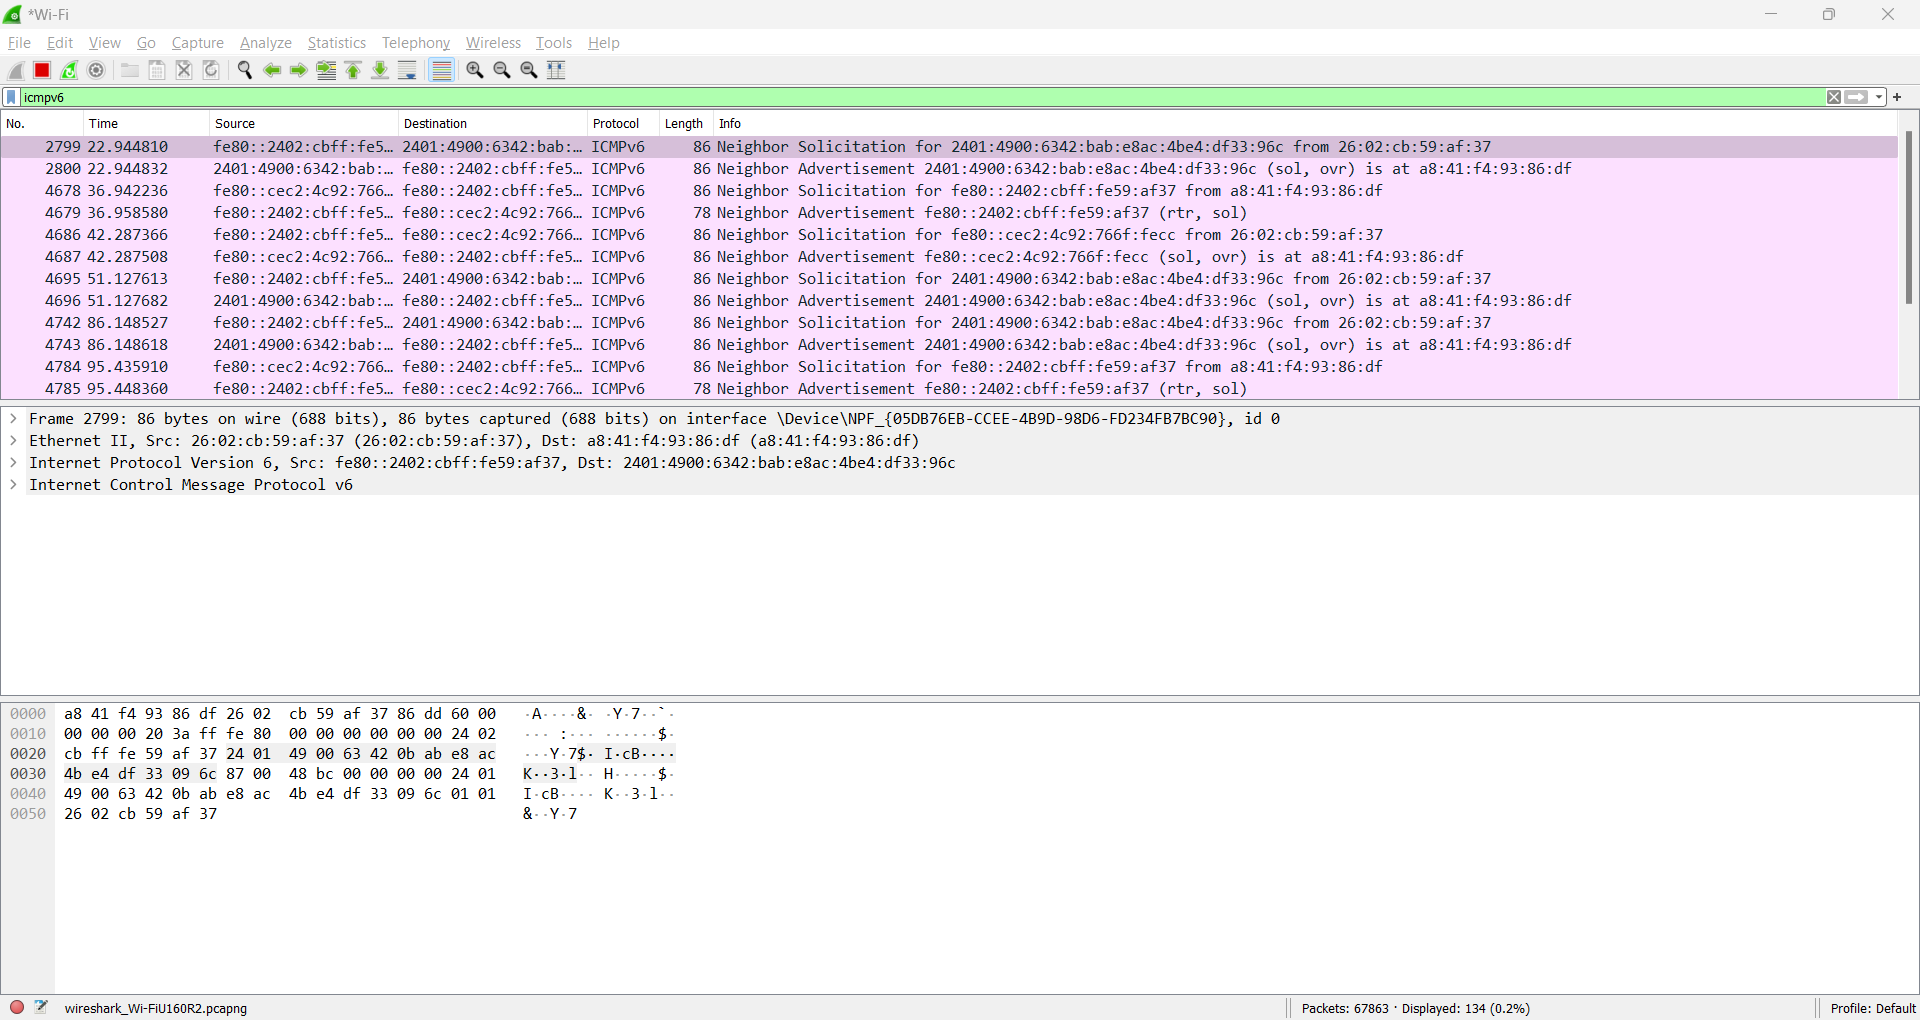 *Wi-Fi
File Edit View Go Capture Analyze Statistics Telephony Wireless Tools Help
icmpv6
No. Time Source Destination Protocol Length Info
2799 22.944810 fe80::2402:cbff:fe5… 2401:4900:6342:bab:… ICMPv6 86 Neighbor Solicitation for 2401:4900:6342:bab:e8ac:4be4:df33:96c from 26:02:cb:59:af:37
2800 22.944832 2401:4900:6342:bab:… fe80::2402:cbff:fe5… ICMPv6 86 Neighbor Advertisement 2401:4900:6342:bab:e8ac:4be4:df33:96c (sol, ovr) is at a8:41:f4:93:86:df
4678 36.942236 fe80::cec2:4c92:766… fe80::2402:cbff:fe5… ICMPv6 86 Neighbor Solicitation for fe80::2402:cbff:fe59:af37 from a8:41:f4:93:86:df
4679 36.958580 fe80::2402:cbff:fe5… fe80::cec2:4c92:766… ICMPv6 78 Neighbor Advertisement fe80::2402:cbff:fe59:af37 (rtr, sol)
4686 42.287366 fe80::2402:cbff:fe5… fe80::cec2:4c92:766… ICMPv6 86 Neighbor Solicitation for fe80::cec2:4c92:766f:fecc from 26:02:cb:59:af:37
4687 42.287508 fe80::cec2:4c92:766… fe80::2402:cbff:fe5… ICMPv6 86 Neighbor Advertisement fe80::cec2:4c92:766f:fecc (sol, ovr) is at a8:41:f4:93:86:df
4695 51.127613 fe80::2402:cbff:fe5… 2401:4900:6342:bab:… ICMPv6 86 Neighbor Solicitation for 2401:4900:6342:bab:e8ac:4be4:df33:96c from 26:02:cb:59:af:37
4696 51.127682 2401:4900:6342:bab:… fe80::2402:cbff:fe5… ICMPv6 86 Neighbor Advertisement 2401:4900:6342:bab:e8ac:4be4:df33:96c (sol, ovr) is at a8:41:f4:93:86:df
4742 86.148527 fe80::2402:cbff:fe5… 2401:4900:6342:bab:… ICMPv6 86 Neighbor Solicitation for 2401:4900:6342:bab:e8ac:4be4:df33:96c from 26:02:cb:59:af:37
4743 86.148618 2401:4900:6342:bab:… fe80::2402:cbff:fe5… ICMPv6 86 Neighbor Advertisement 2401:4900:6342:bab:e8ac:4be4:df33:96c (sol, ovr) is at a8:41:f4:93:86:df
4784 95.435910 fe80::cec2:4c92:766… fe80::2402:cbff:fe5… ICMPv6 86 Neighbor Solicitation for fe80::2402:cbff:fe59:af37 from a8:41:f4:93:86:df
4785 95.448360 fe80::2402:cbff:fe5… fe80::cec2:4c92:766… ICMPv6 78 Neighbor Advertisement fe80::2402:cbff:fe59:af37 (rtr, sol)
Frame 2799: 86 bytes on wire (688 bits), 86 bytes captured (688 bits) on interface \Device\NPF_{05DB76EB-CCEE-4B9D-98D6-FD234FB7BC90}, id 0
Ethernet II, Src: 26:02:cb:59:af:37 (26:02:cb:59:af:37), Dst: a8:41:f4:93:86:df (a8:41:f4:93:86:df)
Internet Protocol Version 6, Src: fe80::2402:cbff:fe59:af37, Dst: 2401:4900:6342:bab:e8ac:4be4:df33:96c
Internet Control Message Protocol v6
0000 a8 41 f4 93 86 df 26 02 cb 59 af 37 86 dd 60 00 ·A····&· ·Y·7··`·
0010 00 00 00 20 3a ff fe 80 00 00 00 00 00 00 24 02 ··· :··· ······$·
0020 cb ff fe 59 af 37 24 01 49 00 63 42 0b ab e8 ac ···Y·7$· I·cB····
0030 4b e4 df 33 09 6c 87 00 48 bc 00 00 00 00 24 01 K··3·l·· H·····$·
0040 49 00 63 42 0b ab e8 ac 4b e4 df 33 09 6c 01 01 I·cB···· K··3·l··
0050 26 02 cb 59 af 37 &··Y·7
wireshark_Wi-FiU160R2.pcapng Packets: 67863 · Displayed: 134 (0.2%) Profile: Default